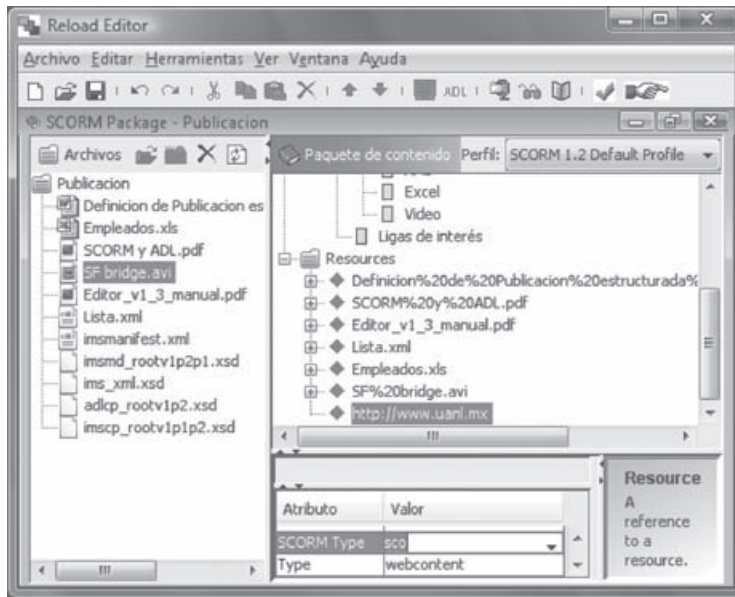 Reload Editor
Archivo Editar Herramientas Ver Ventana Ayuda
ADL
SCORM Package - Publicacion
Archivos
Publicacion
Definicion de Publicacion es
Empleados.xls
SCORM y ADL.pdf
SF bridge.avi
Editor_v1_3_manual.pdf
Lista.xml
imsmanifest.xml
imsmd_rootv1p2p1.xsd
ims_xml.xsd
adlcp_rootv1p2.xsd
imscp_rootv1p1p2.xsd
Paquete de contenido Perfil: SCORM 1.2 Default Profile
Excel
Video
Ligas de interés
Resources
Definicion%20de%20Publicacion%20estructurada%
SCORM%20y%20ADL.pdf
Editor_v1_3_manual.pdf
Lista.xml
Empleados.xls
SF%20bridge.avi
http://www.uanl.mx
Atributo Valor
SCORM Type sco
Type webcontent
Resource
A
reference
to a
resource.